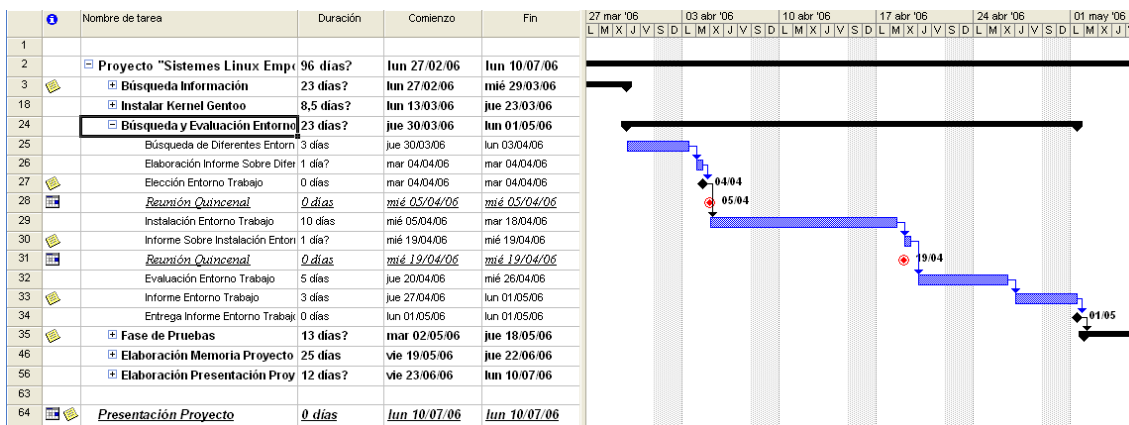 Nombre de tarea Duración Comienzo Fin 27 mar '06 03 abr '06 10 abr '06 17 abr '06 24 abr '06 01 may '06
L M X J V S D L M X J V S D L M X J V S D L M X J V S D L M X J V S D L M X J
1
2 Proyecto "Sistemes Linux Emp 96 días? lun 27/02/06 lun 10/07/06
3 Búsqueda Información 23 días? lun 27/02/06 mié 29/03/06
18 Instalar Kernel Gentoo 8,5 días? lun 13/03/06 jue 23/03/06
24 Búsqueda y Evaluación Entorno 23 días? jue 30/03/06 lun 01/05/06
25 Búsqueda de Diferentes Entorn 3 días jue 30/03/06 lun 03/04/06
26 Elaboración Informe Sobre Difer 1 día? mar 04/04/06 mar 04/04/06
27 Elección Entorno Trabajo 0 días mar 04/04/06 mar 04/04/06 04/04
28 Reunión Quincenal 0 días mié 05/04/06 mié 05/04/06 05/04
29 Instalación Entorno Trabajo 10 días mié 05/04/06 mar 18/04/06
30 Informe Sobre Instalación Entori 1 día? mié 19/04/06 mié 19/04/06
31 Reunión Quincenal 0 días mié 19/04/06 mié 19/04/06 19/04
32 Evaluación Entorno Trabajo 5 días jue 20/04/06 mié 26/04/06
33 Informe Entorno Trabajo 3 días jue 27/04/06 lun 01/05/06
34 Entrega Informe Entorno Trabajo 0 días lun 01/05/06 lun 01/05/06 01/05
35 Fase de Pruebas 13 días? mar 02/05/06 jue 18/05/06
46 Elaboración Memoria Proyecto 25 días vie 19/05/06 jue 22/06/06
56 Elaboración Presentación Proy 12 días? vie 23/06/06 lun 10/07/06
63
64 Presentación Proyecto 0 días lun 10/07/06 lun 10/07/06